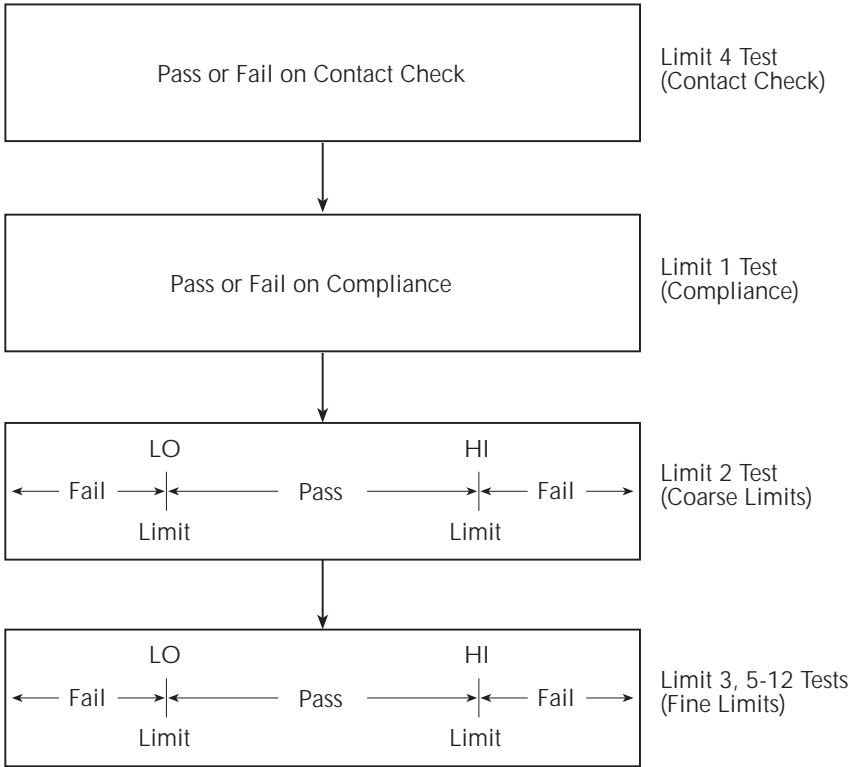 Pass or Fail on Contact Check
Limit 4 Test
(Contact Check)
Pass or Fail on Compliance
Limit 1 Test
(Compliance)
LO HI
Fail Pass Fail
Limit Limit
Limit 2 Test
(Coarse Limits)
LO HI
Fail Pass Fail
Limit Limit
Limit 3, 5-12 Tests
(Fine Limits)